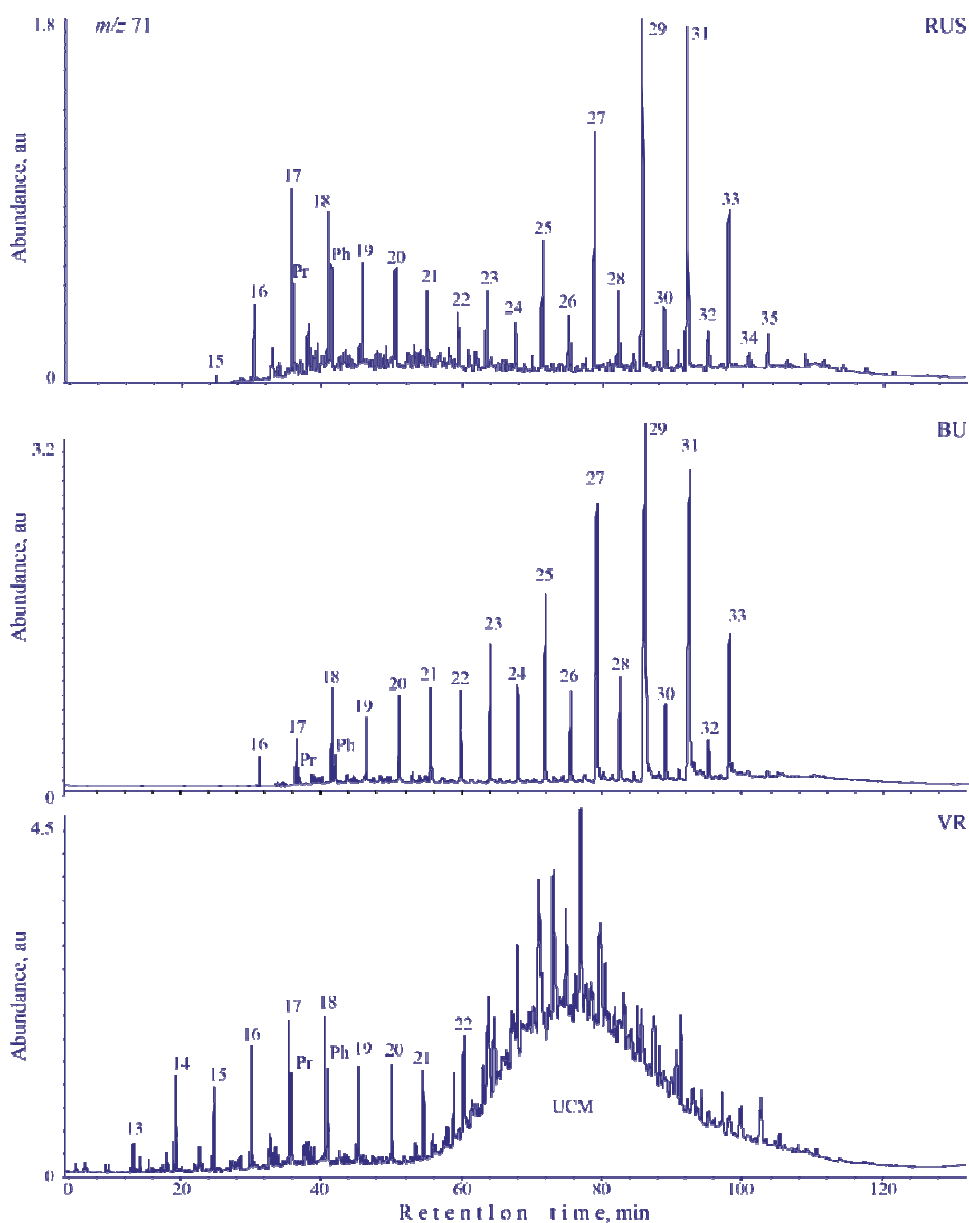 1.8 m/z 71 RUS
29 31
27
17 18 33
25
Pr Ph 19 20
16 21 22 23 24 26 28 30 32 34 35
15
0
Abundance, au
3.2 BU
29 31
27
25
23
18 20 21 22 24 26 28 33
19 30
16 17 Pr Ph 32
0
Abundance, au
4.5 VR
17 18
16 22
14 15 Pr Ph 19 20 21
13
UCM
0
Abundance, au
0 20 40 60 80 100 120
Retention time, min